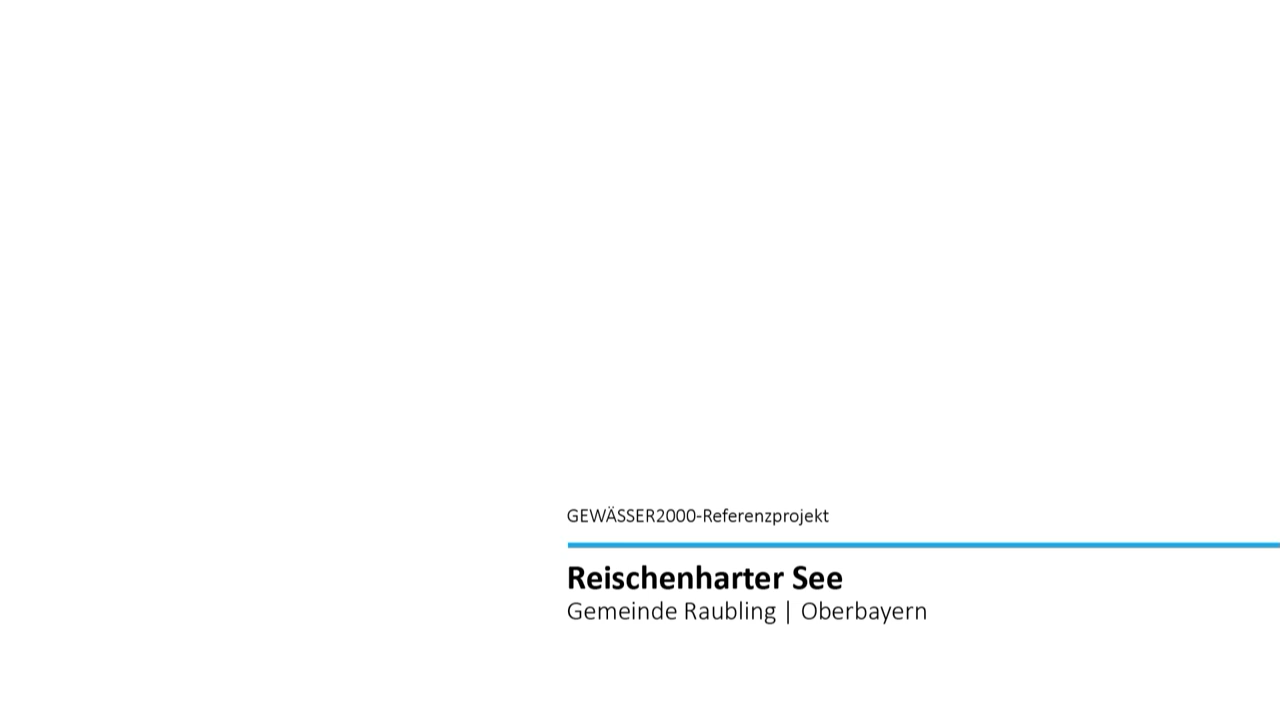 GEWÄSSER2000-Referenzprojekt
Reischenharter See
Gemeinde Raubling | Oberbayern